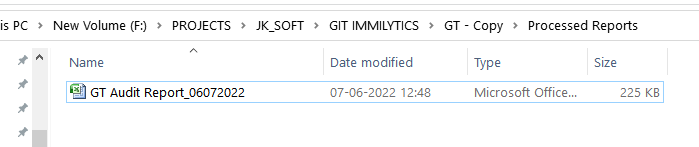 is PC > New Volume (F:) > PROJECTS > JK_SOFT > GIT IMMILYTICS > GT - Copy > Processed Reports
Name Date modified Type Size
GT Audit Report_06072022 07-06-2022 12:48 Microsoft Office... 225 KB